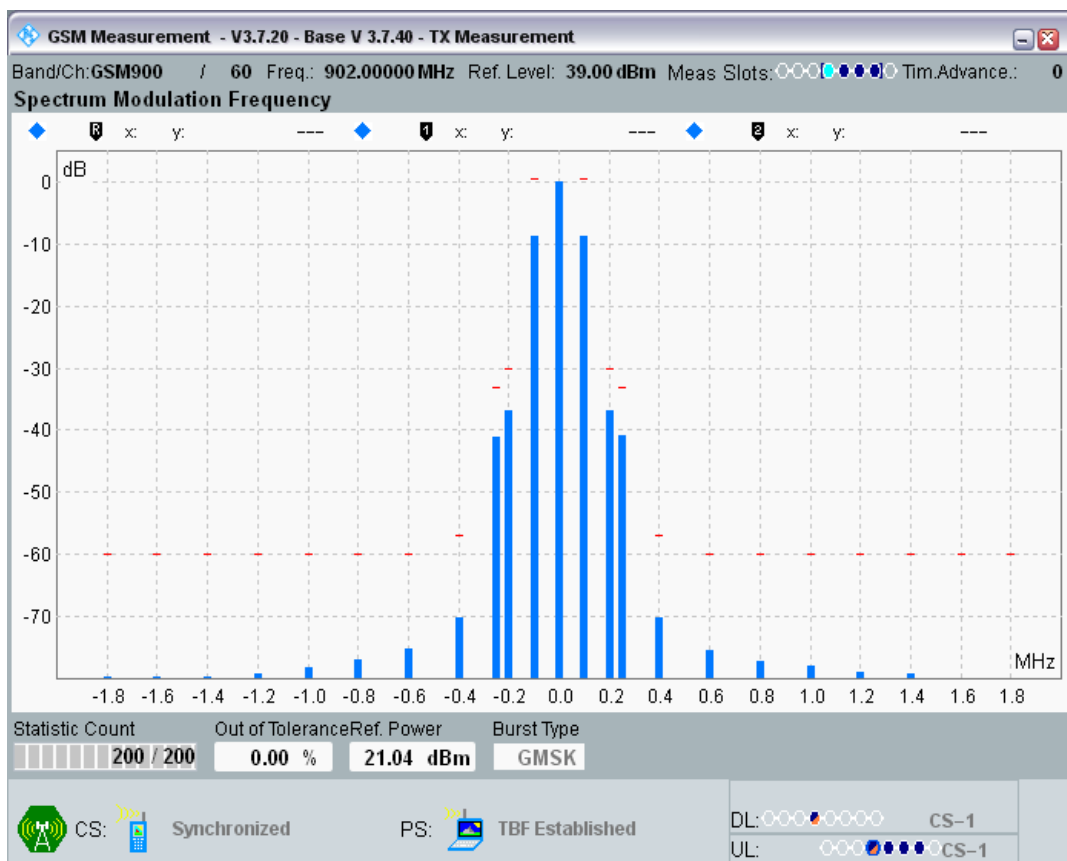 GSM Measurement - V3.7.20 - Base V 3.7.40 - TX Measurement
Band/Ch:GSM900 / 60 Freq.: 902.00000 MHz Ref. Level: 39.00 dBm Meas Slots: Tim.Advance.: 0
Spectrum Modulation Frequency
R x: y: --- 1 x: y: --- 2 x: y: ---
dB
0
-10
-20
-30
-40
-50
-60
-70
MHz
-1.8 -1.6 -1.4 -1.2 -1.0 -0.8 -0.6 -0.4 -0.2 0.0 0.2 0.4 0.6 0.8 1.0 1.2 1.4 1.6 1.8
Statistic Count Out of Tolerance Ref. Power Burst Type
200 / 200 0.00 % 21.04 dBm GMSK
CS: Synchronized PS: TBF Established
DL: CS-1
UL: CS-1